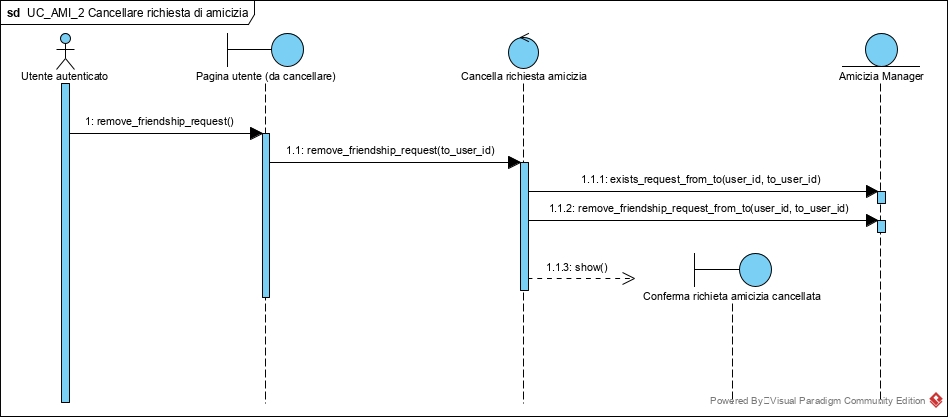 sd UC_AMI_2 Cancellare richiesta di amicizia
Utente autenticato
Pagina utente (da cancellare)
Cancella richiesta amicizia
Amicizia Manager
1: remove_friendship_request()
1.1: remove_friendship_request(to_user_id)
1.1.1: exists_request_from_to(user_id, to_user_id)
1.1.2: remove_friendship_request_from_to(user_id, to_user_id)
1.1.3: show()
Conferma richieta amicizia cancellata
Powered By Visual Paradigm Community Edition